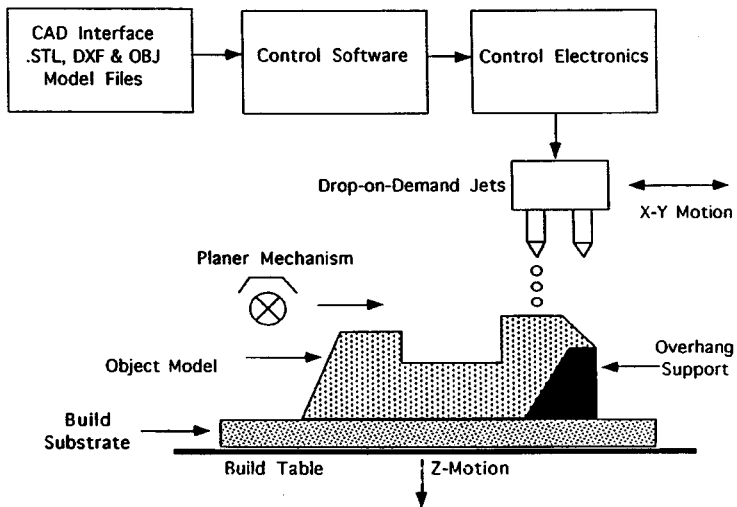 CAD Interface
.STL, DXF & OBJ
Model Files
Control Software
Control Electronics
Drop-on-Demand Jets
X-Y Motion
Planer Mechanism
Object Model
Overhang
Support
Build
Substrate
Build Table
Z-Motion